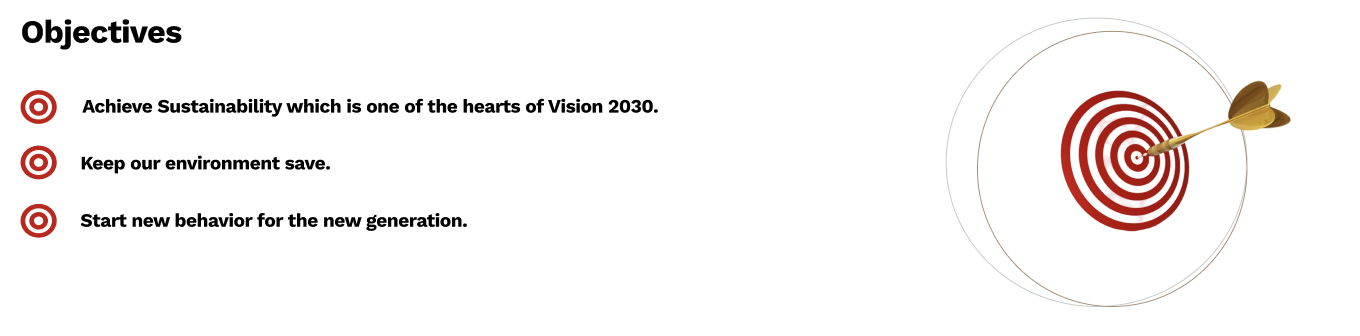 Objectives
Achieve Sustainability which is one of the hearts of Vision 2030.
Keep our environment save.
Start new behavior for the new generation.